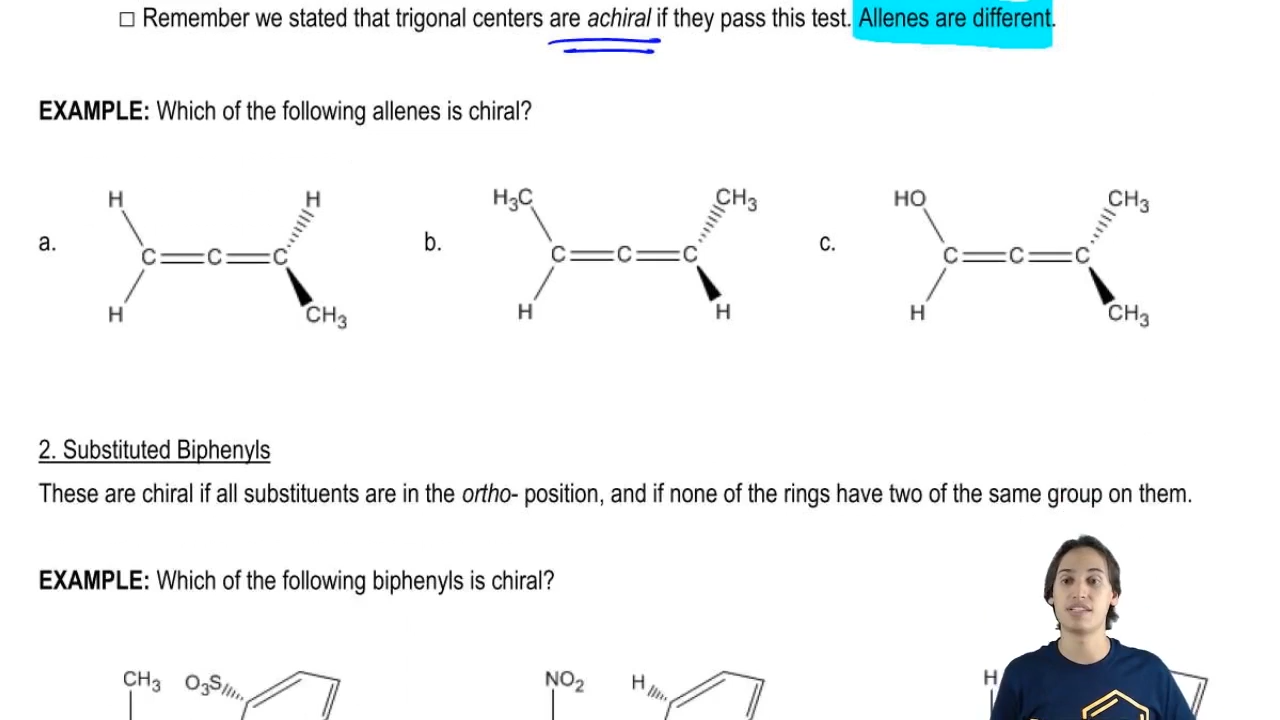 □ Remember we stated that trigonal centers are achiral if they pass this test. Allenes are different.
EXAMPLE: Which of the following allenes is chiral?
H H H₃C CH₃ HO CH₃
a. C C C b. C C C c. C C C
H CH₃ H H H CH₃
2. Substituted Biphenyls
These are chiral if all substituents are in the ortho- position, and if none of the rings have two of the same group on them.
EXAMPLE: Which of the following biphenyls is chiral?
CH₃ O₃S NO₂ H H